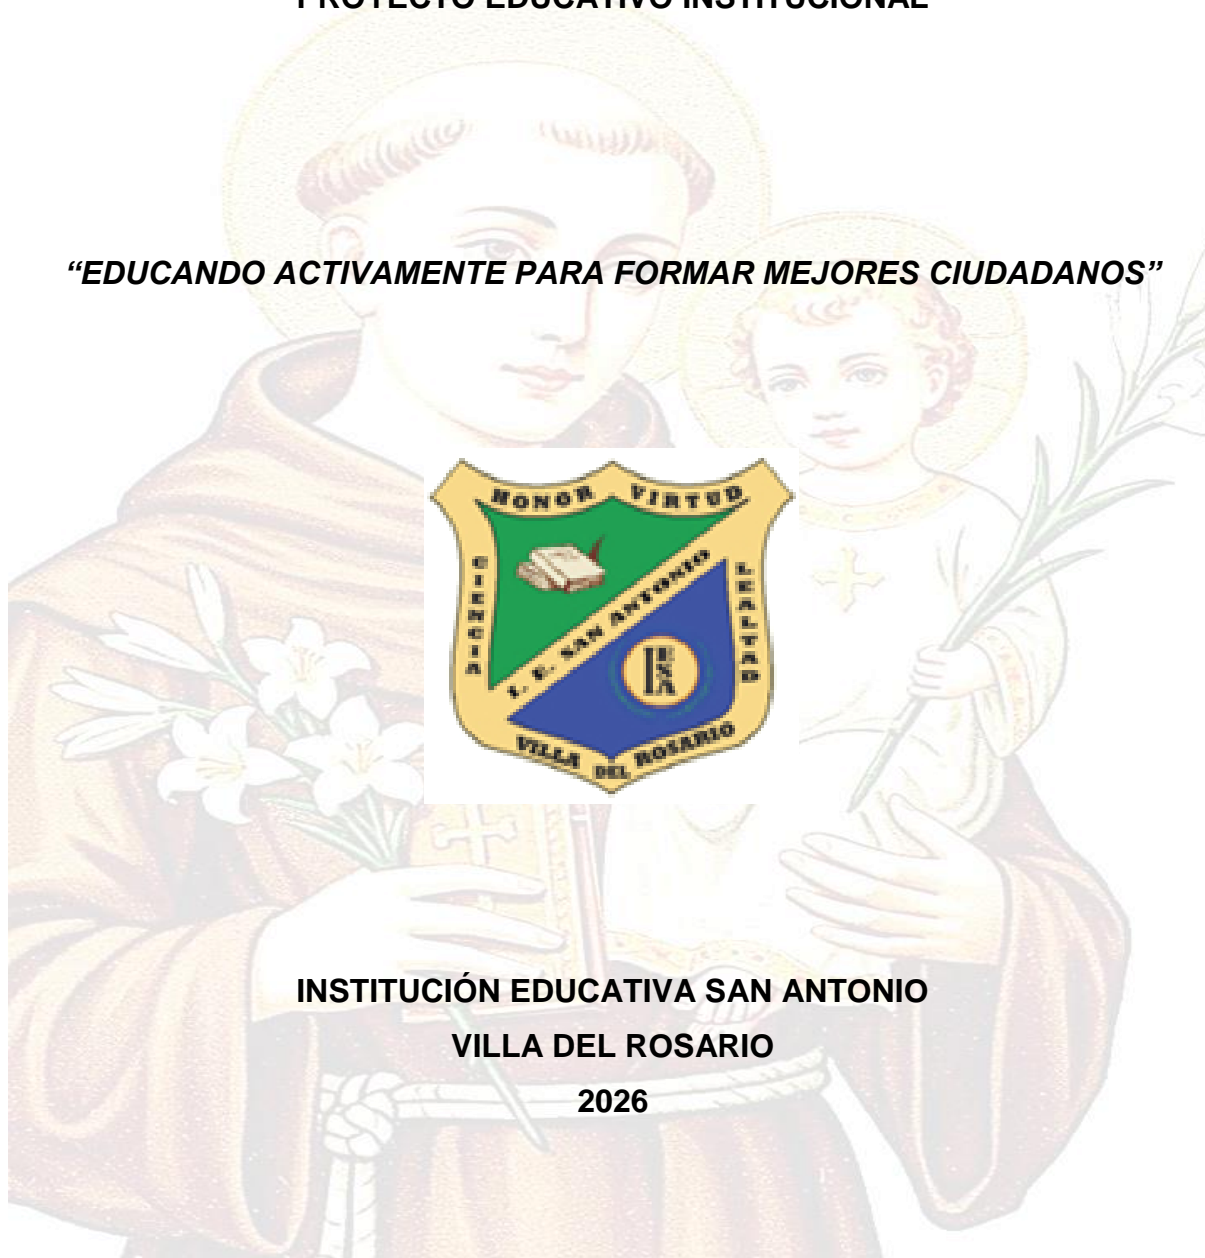 PROYECTO EDUCATIVO INSTITUCIONAL
“EDUCANDO ACTIVAMENTE PARA FORMAR MEJORES CIUDADANOS”
HONOR VIRTUD
CIENCIA
LEALTAD
I. E. SAN ANTONIO
IESA
VILLA DEL ROSARIO
INSTITUCIÓN EDUCATIVA SAN ANTONIO
VILLA DEL ROSARIO
2026